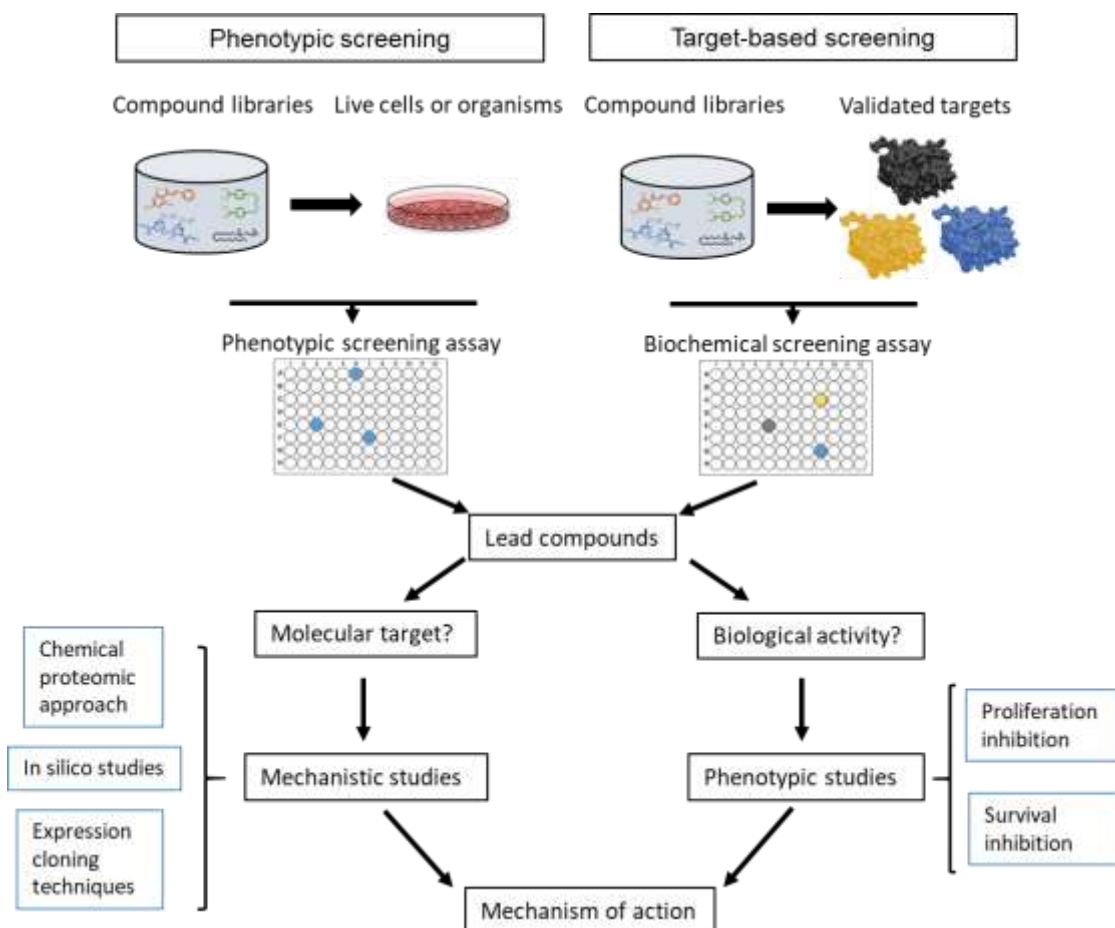 Phenotypic screening
Target-based screening
Compound libraries
Live cells or organisms
Compound libraries
Validated targets
Phenotypic screening assay
Biochemical screening assay
Lead compounds
Molecular target?
Biological activity?
Chemical
proteomic
approach
In silico studies
Expression
cloning
techniques
Mechanistic studies
Phenotypic studies
Proliferation
inhibition
Survival
inhibition
Mechanism of action